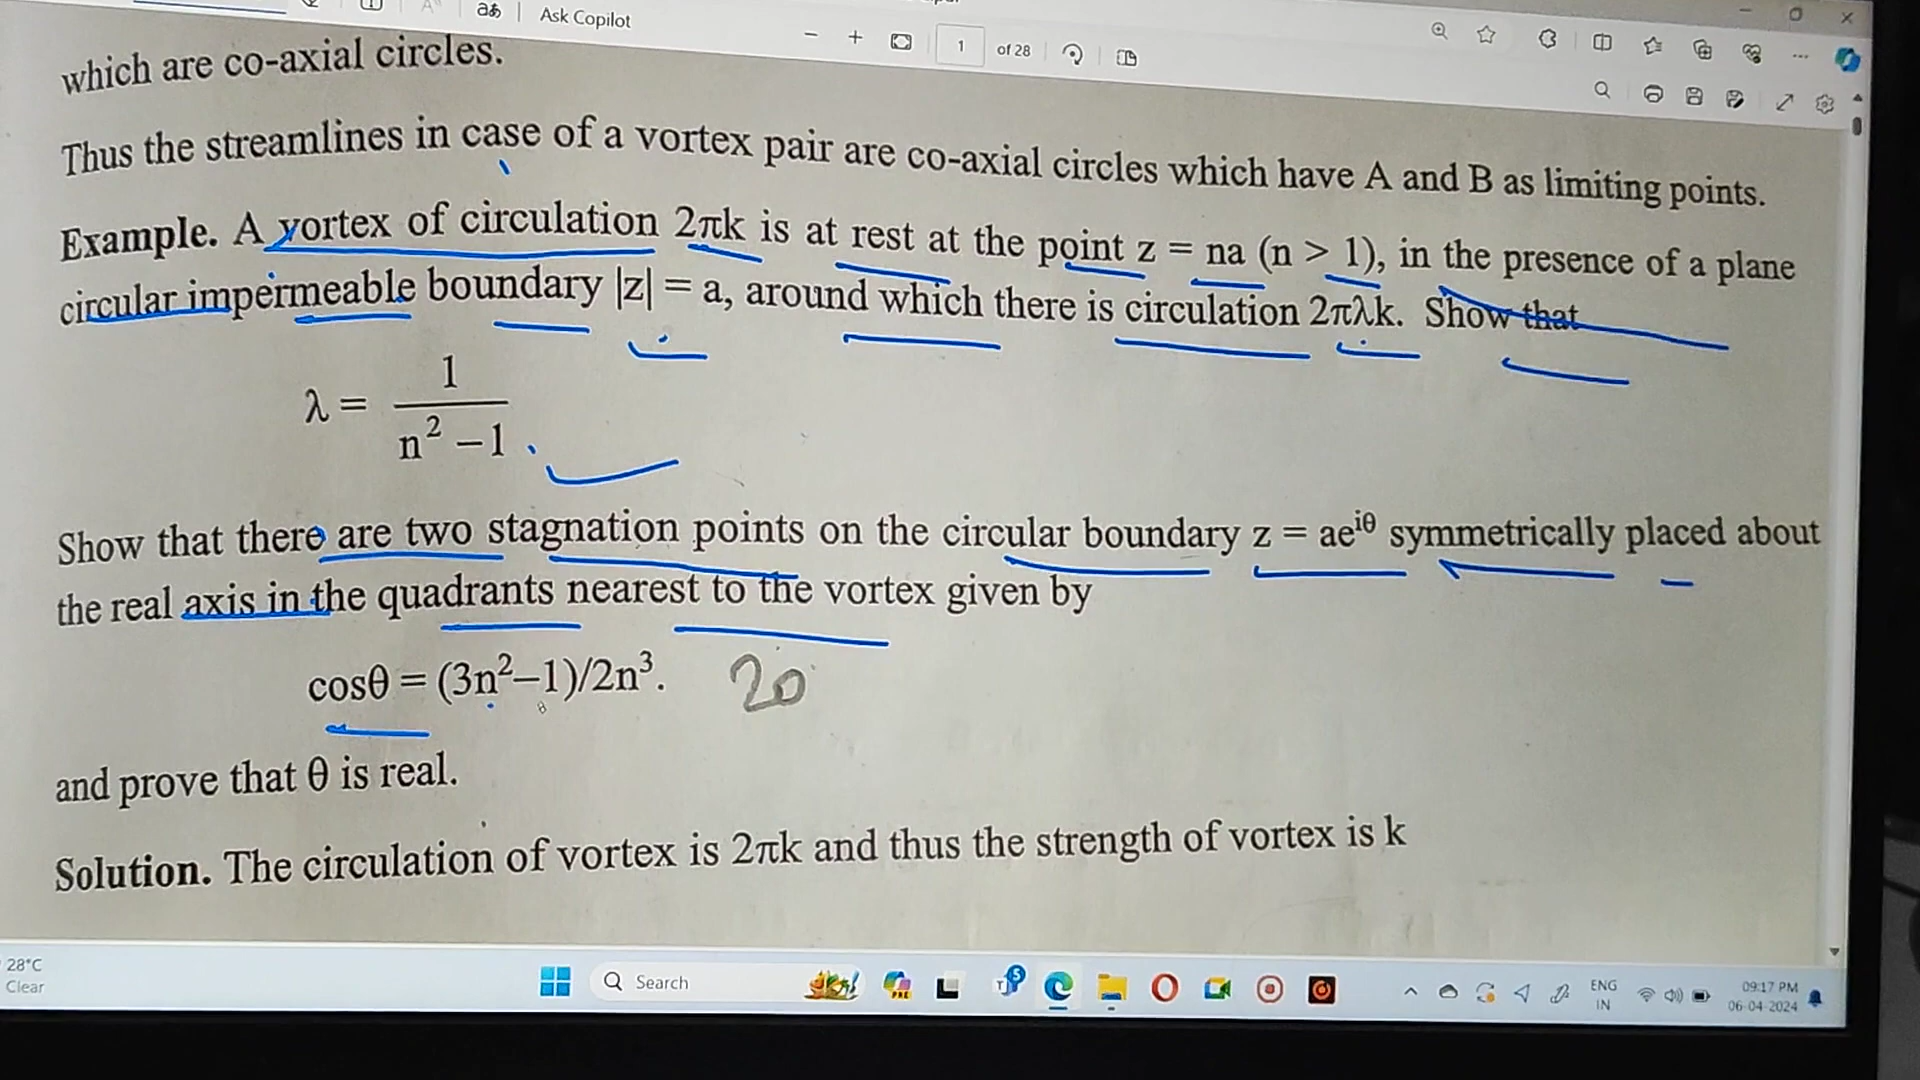 Ask Copilot
1 of 28
which are co-axial circles.
Thus the streamlines in case of a vortex pair are co-axial circles which have A and B as limiting points.
Example. A vortex of circulation 2πk is at rest at the point z = na (n > 1), in the presence of a plane
circular impermeable boundary |z| = a, around which there is circulation 2πλk. Show that
λ = 1 / n² −1 .
Show that there are two stagnation points on the circular boundary z = ae^iθ symmetrically placed about
the real axis in the quadrants nearest to the vortex given by
cosθ = (3n²−1)/2n³. 20
and prove that θ is real.
Solution. The circulation of vortex is 2πk and thus the strength of vortex is k
28°C
Clear
Search
PRE
5
ENG
IN
09:17 PM
06-04-2024